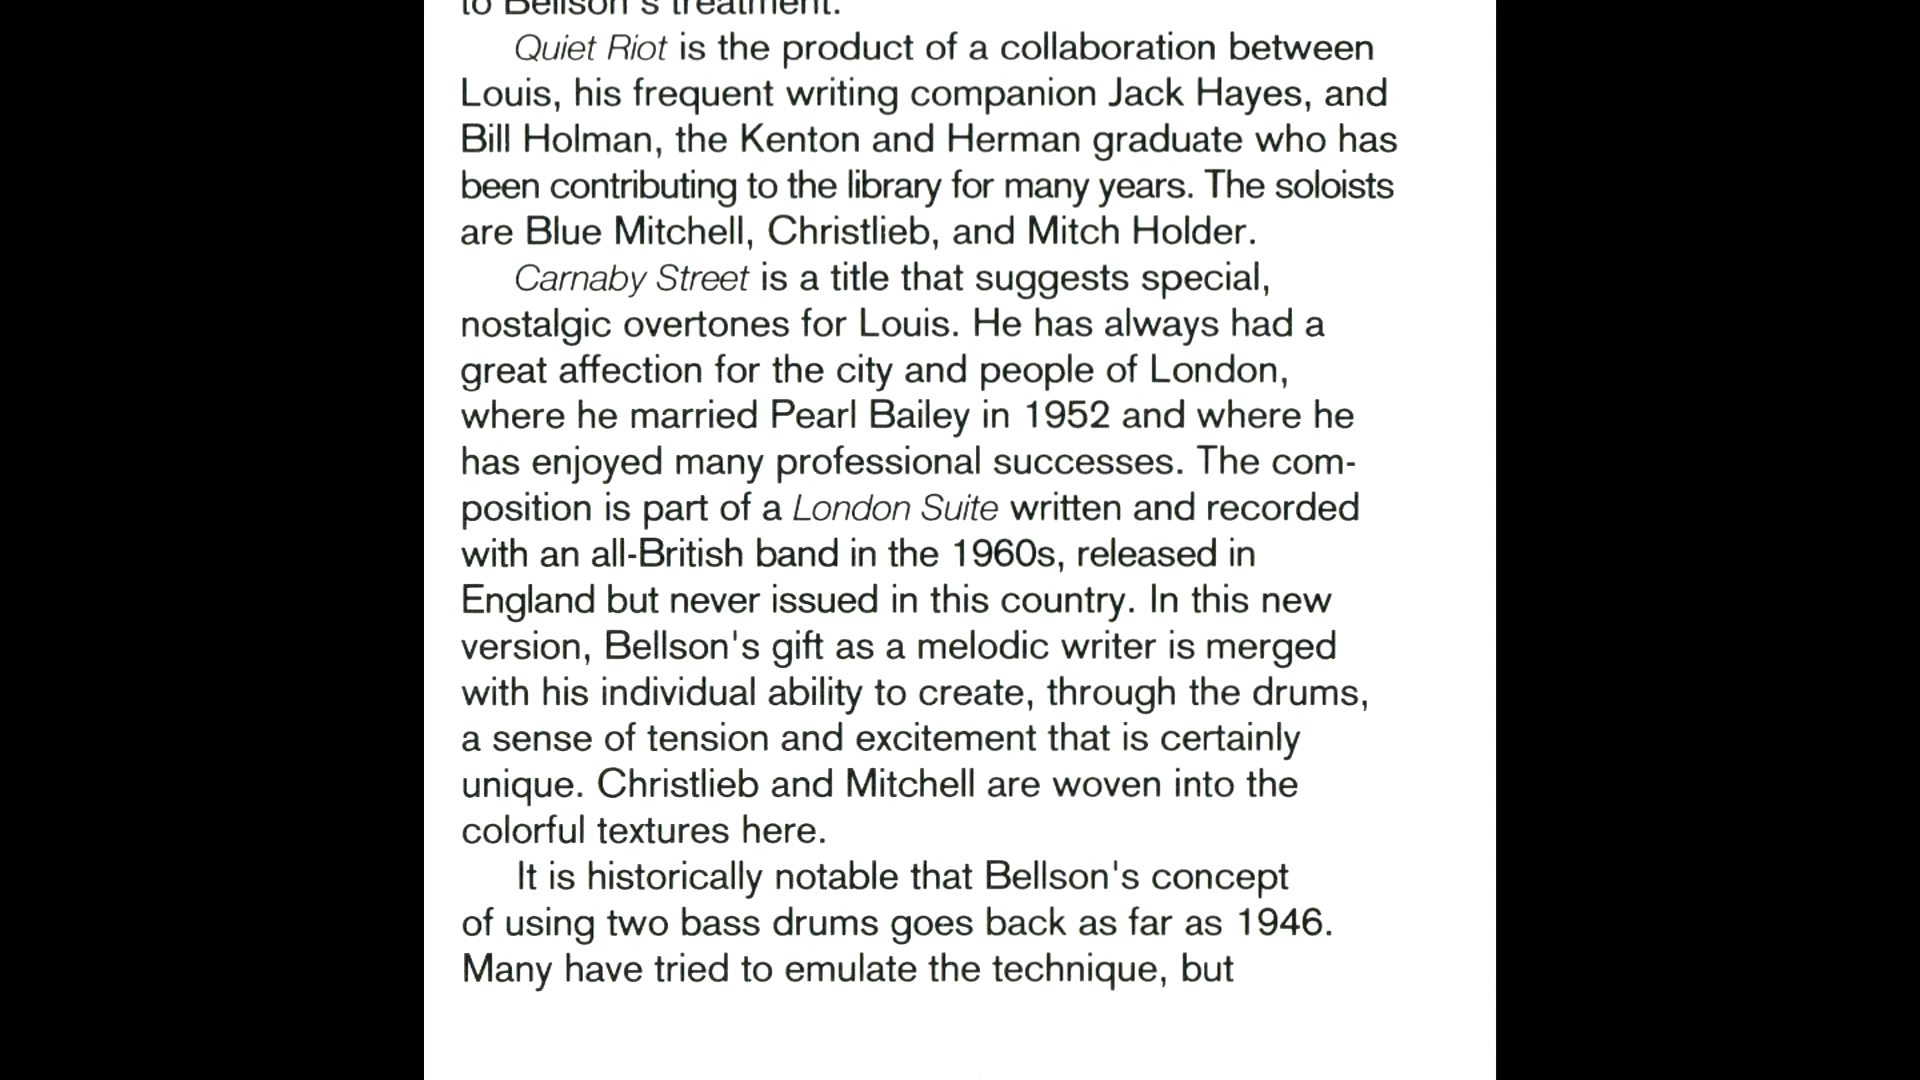 to Bellson's treatment.
Quiet Riot is the product of a collaboration between
Louis, his frequent writing companion Jack Hayes, and
Bill Holman, the Kenton and Herman graduate who has
been contributing to the library for many years. The soloists
are Blue Mitchell, Christlieb, and Mitch Holder.
Carnaby Street is a title that suggests special,
nostalgic overtones for Louis. He has always had a
great affection for the city and people of London,
where he married Pearl Bailey in 1952 and where he
has enjoyed many professional successes. The com-
position is part of a London Suite written and recorded
with an all-British band in the 1960s, released in
England but never issued in this country. In this new
version, Bellson's gift as a melodic writer is merged
with his individual ability to create, through the drums,
a sense of tension and excitement that is certainly
unique. Christlieb and Mitchell are woven into the
colorful textures here.
It is historically notable that Bellson's concept
of using two bass drums goes back as far as 1946.
Many have tried to emulate the technique, but